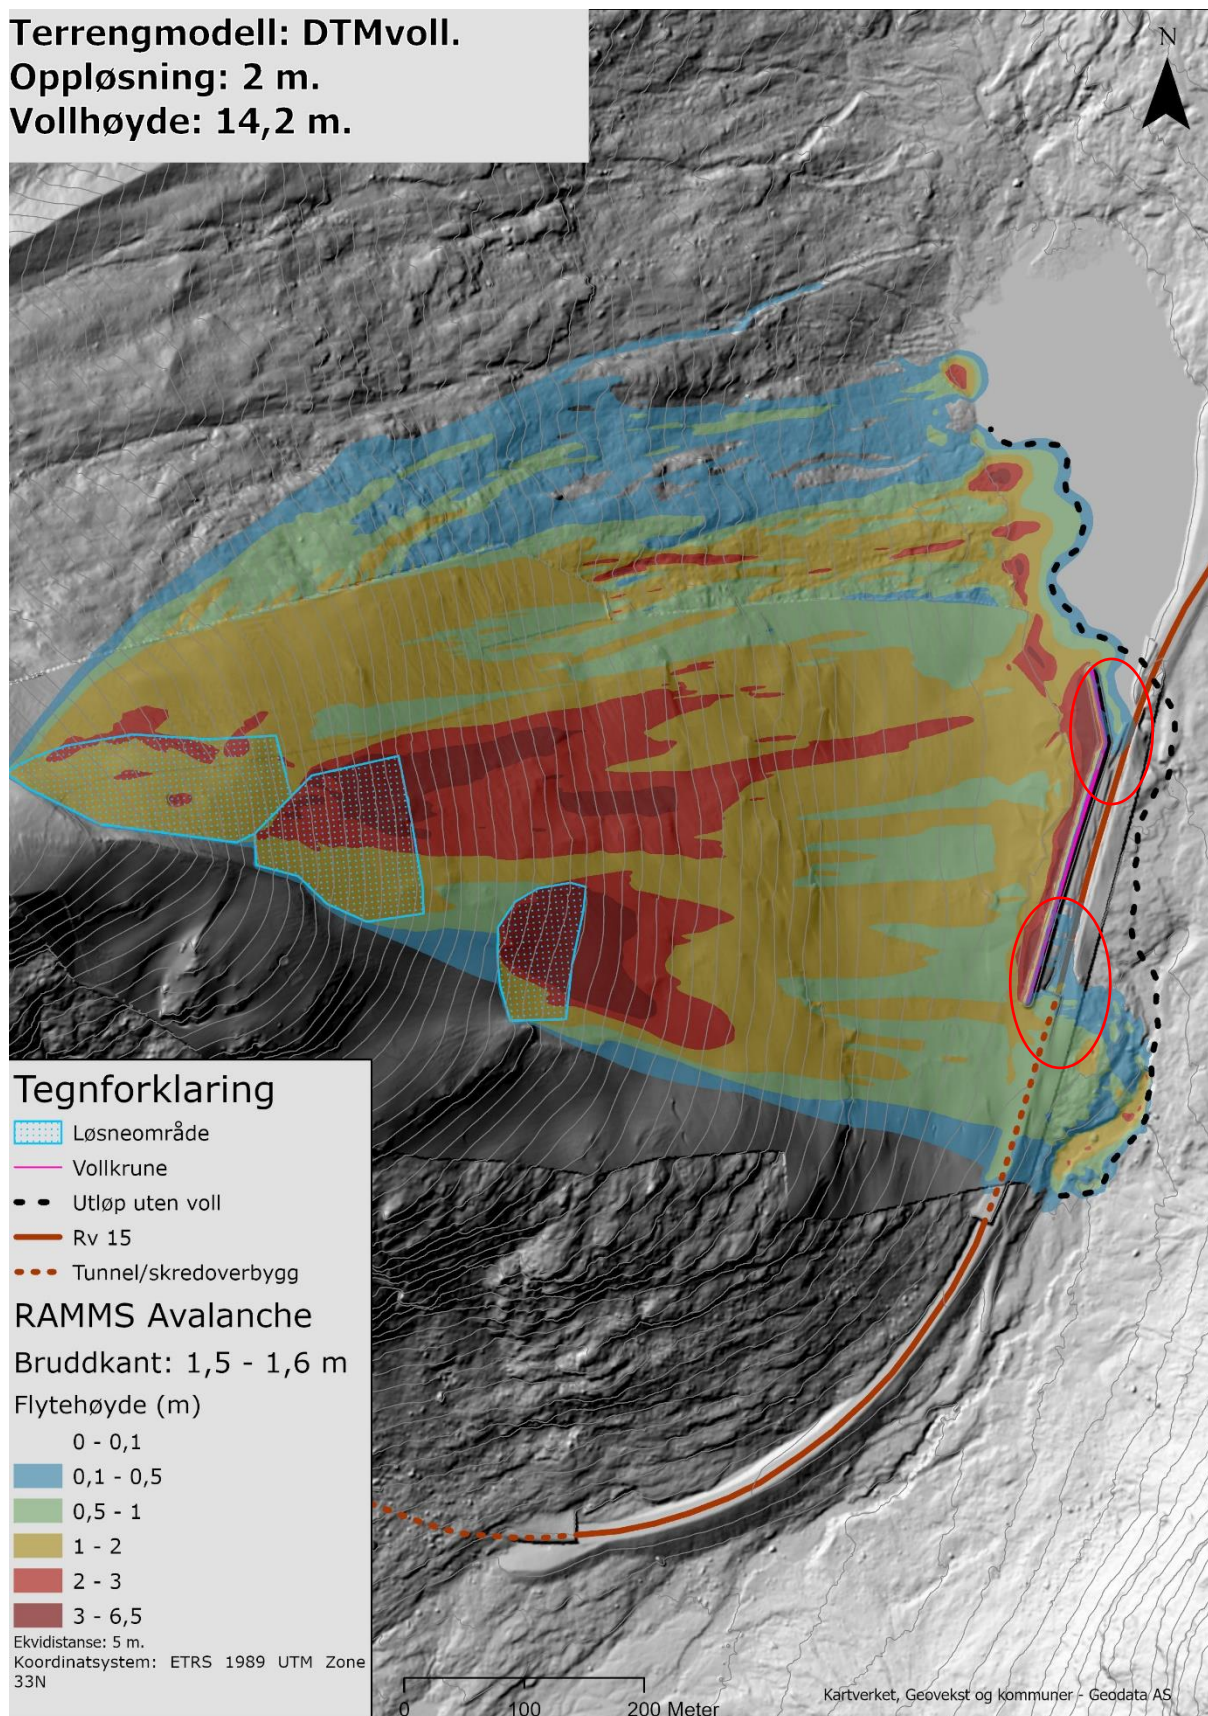 Terrengmodell: DTMvoll.
Oppløsning: 2 m.
Vollhøyde: 14,2 m.
N
Tegnforklaring
Løsneområde
Vollkrune
Utløp uten voll
Rv 15
Tunnel/skredoverbygg
RAMMS Avalanche
Bruddkant: 1,5 - 1,6 m
Flytehøyde (m)
0 - 0,1
0,1 - 0,5
0,5 - 1
1 - 2
2 - 3
3 - 6,5
Ekvidistanse: 5 m.
Koordinatsystem: ETRS 1989 UTM Zone
33N
0 100 200 Meter
Kartverket, Geovekst og kommuner - Geodata AS